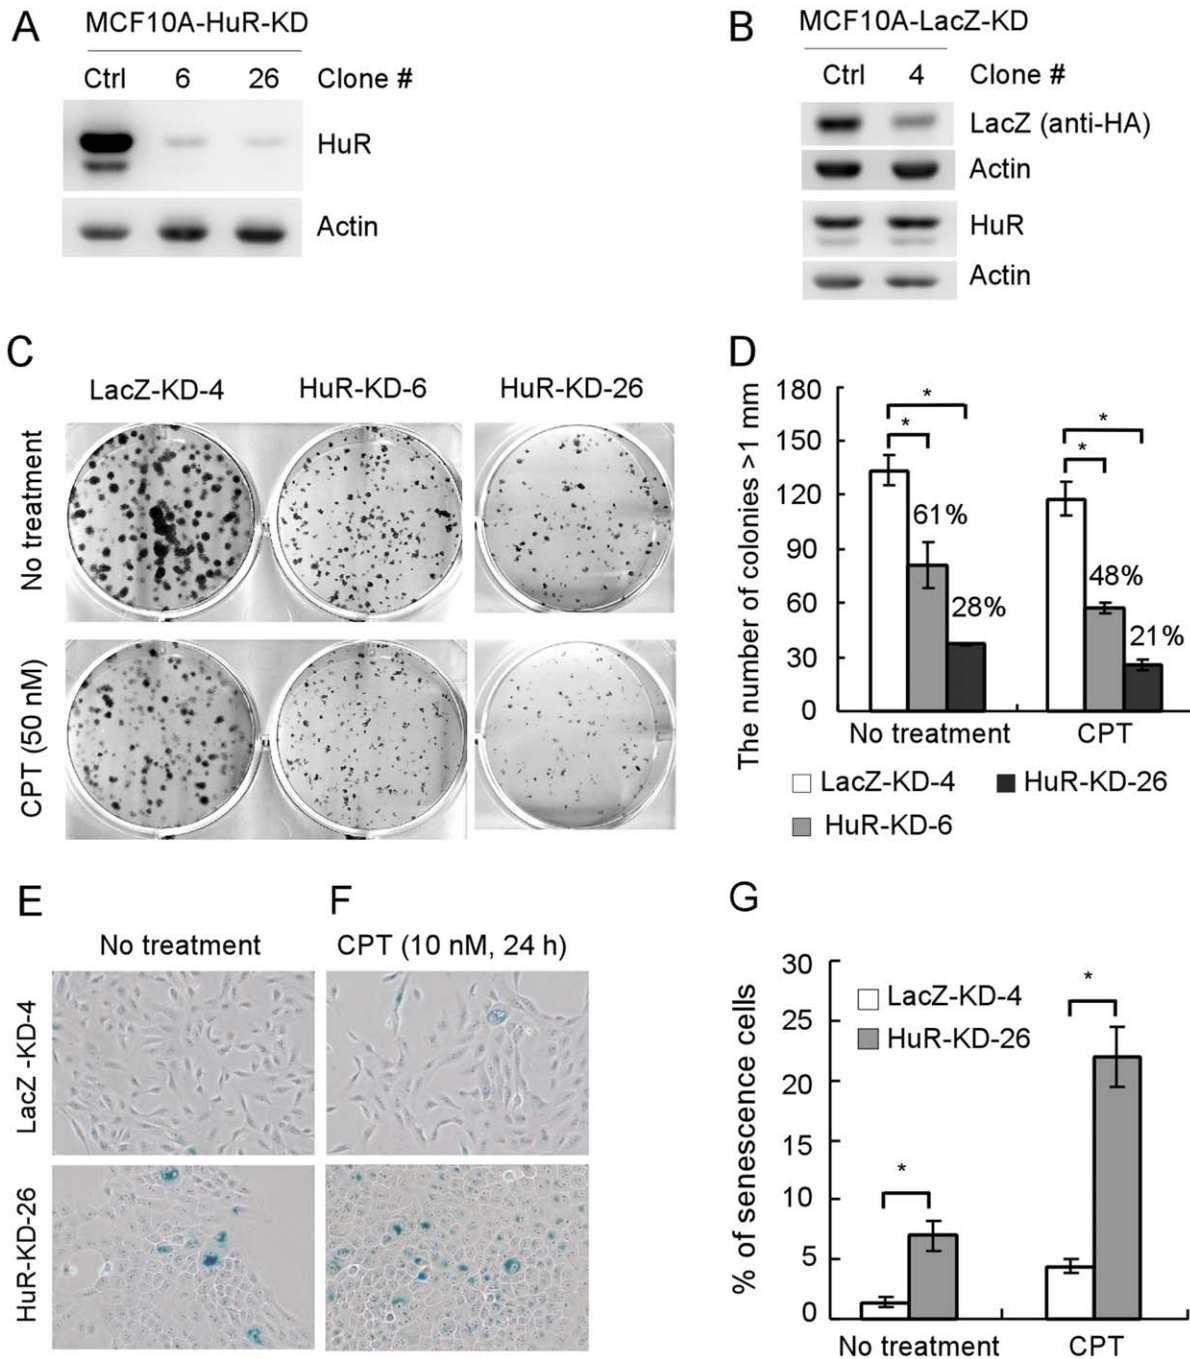 A
MCF10A-HuR-KD
Ctrl 6 26 Clone #
HuR
Actin
B
MCF10A-LacZ-KD
Ctrl 4 Clone #
LacZ (anti-HA)
Actin
HuR
Actin
C
LacZ-KD-4 HuR-KD-6 HuR-KD-26
No treatment
CPT (50 nM)
D
The number of colonies >1 mm
180
150
120
90
60
30
0
* *
* *
61%
28%
48%
21%
No treatment CPT
LacZ-KD-4 HuR-KD-26
HuR-KD-6
E
No treatment
F
CPT (10 nM, 24 h)
LacZ -KD-4
HuR-KD-26
G
% of senescence cells
30
25
20
15
10
5
0
LacZ-KD-4
HuR-KD-26
*
*
No treatment CPT